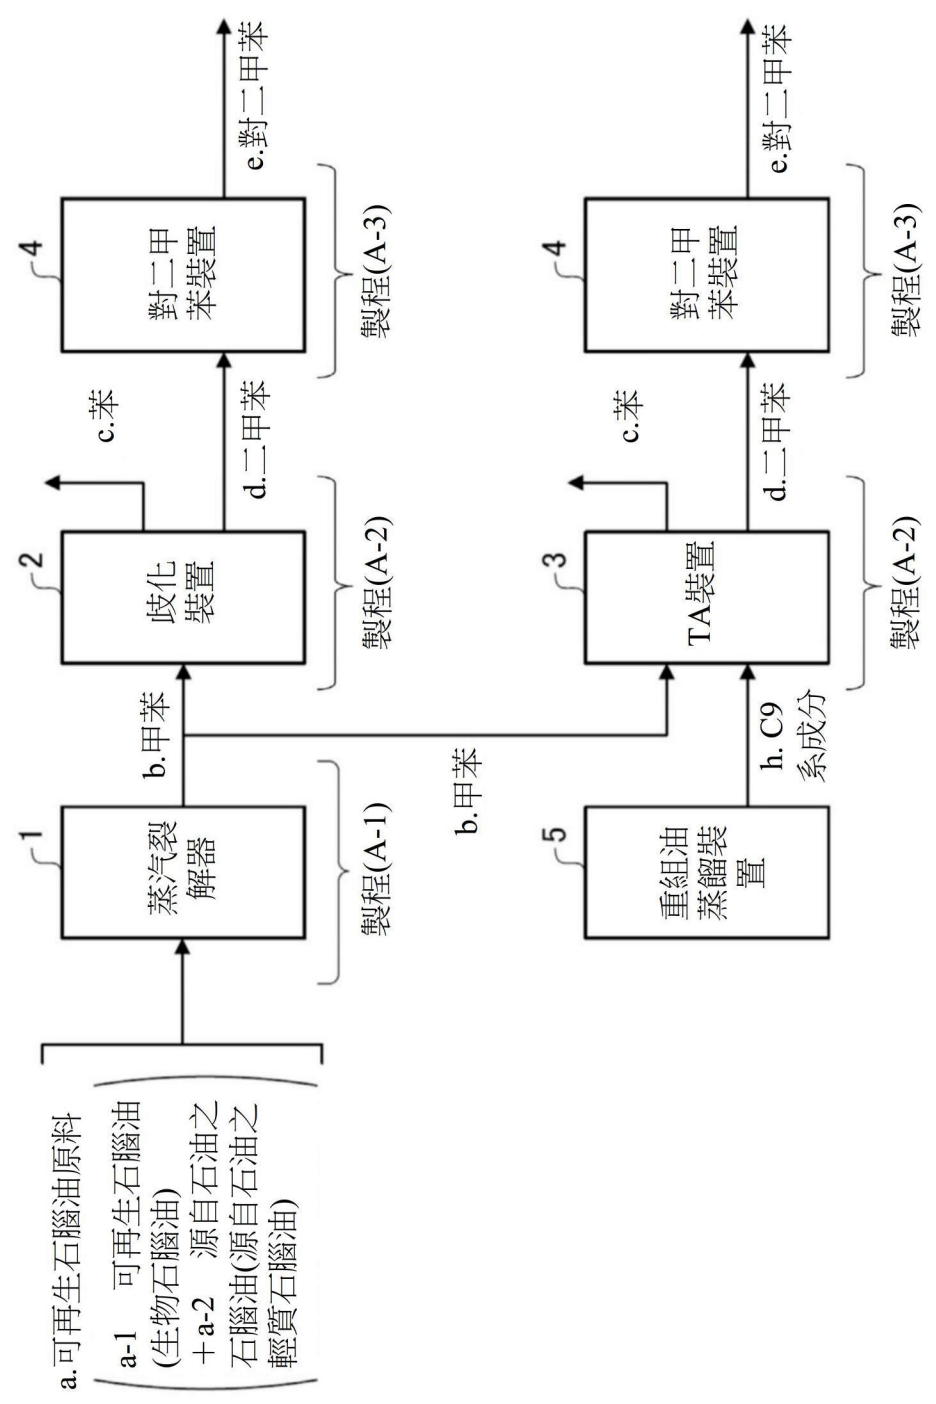 a.可再生石腦油原料
a-1 可再生石腦油
(生物石腦油)
+a-2 源自石油之
石腦油(源自石油之
輕質石腦油)
1
蒸汽裂
解器
製程(A-1)
b.甲苯
2
歧化
裝置
製程(A-2)
c.苯
d.二甲苯
4
對二甲
苯裝置
製程(A-3)
e.對二甲苯
b.甲苯
5
重組油
蒸餾裝
置
h. C9
系成分
3
TA裝置
製程(A-2)
c.苯
d.二甲苯
4
對二甲
苯裝置
製程(A-3)
e.對二甲苯